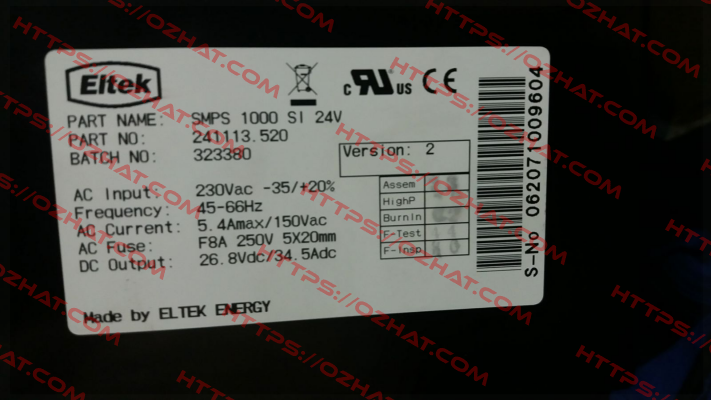 Eltek
C UR US CE
PART NAME: SMPS 1000 SI 24V
PART NO: 241113.520
BATCH NO: 323380
Version: 2
AC Input: 230Vac -35/+20%
Frequency: 45-66Hz
AC Current: 5.4Amax/150Vac
AC Fuse: F8A 250V 5X20mm
DC Output: 26.8Vdc/34.5Adc
Assem
HighP
BurnIn
F-Test
F-Insp
Made by ELTEK ENERGY
S-No 062071009604
HTTPS://OZHAT.COM